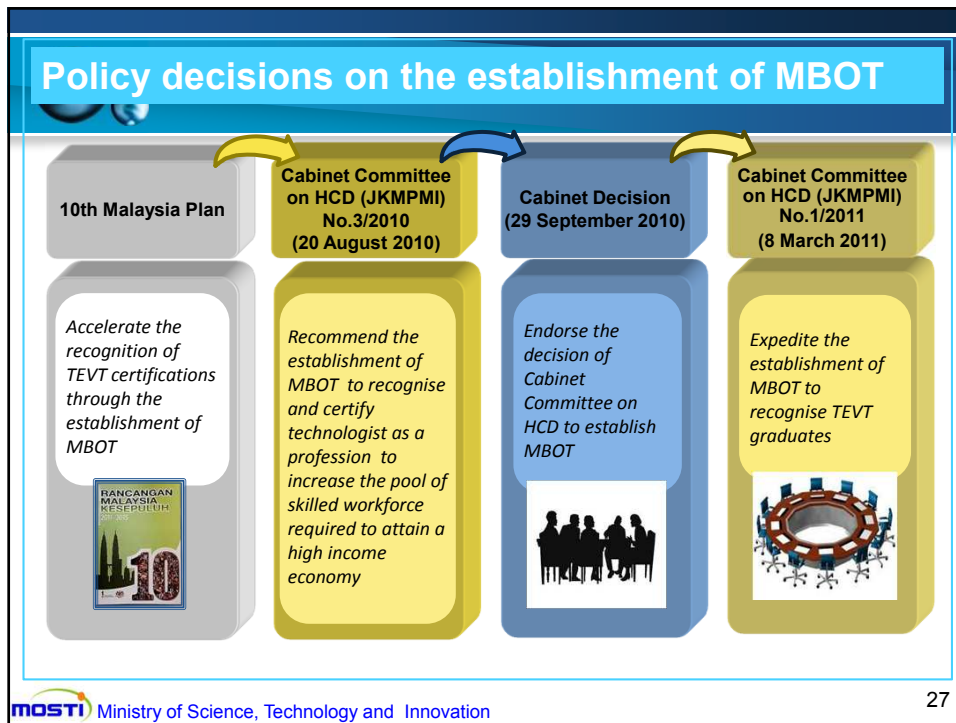 Policy decisions on the establishment of MBOT
10th Malaysia Plan
Accelerate the
recognition of
TEVT certifications
through the
establishment of
MBOT
RANCANGAN
MALAYSIA
KESEPULUH
10
Cabinet Committee
on HCD (JKMPMI)
No.3/2010
(20 August 2010)
Recommend the
establishment of
MBOT to recognise
and certify
technologist as a
profession to
increase the pool of
skilled workforce
required to attain a
high income
economy
Cabinet Decision
(29 September 2010)
Endorse the
decision of
Cabinet
Committee on
HCD to establish
MBOT
Cabinet Committee
on HCD (JKMPMI)
No.1/2011
(8 March 2011)
Expedite the
establishment of
MBOT to
recognise TEVT
graduates
MOSTI Ministry of Science, Technology and Innovation
27